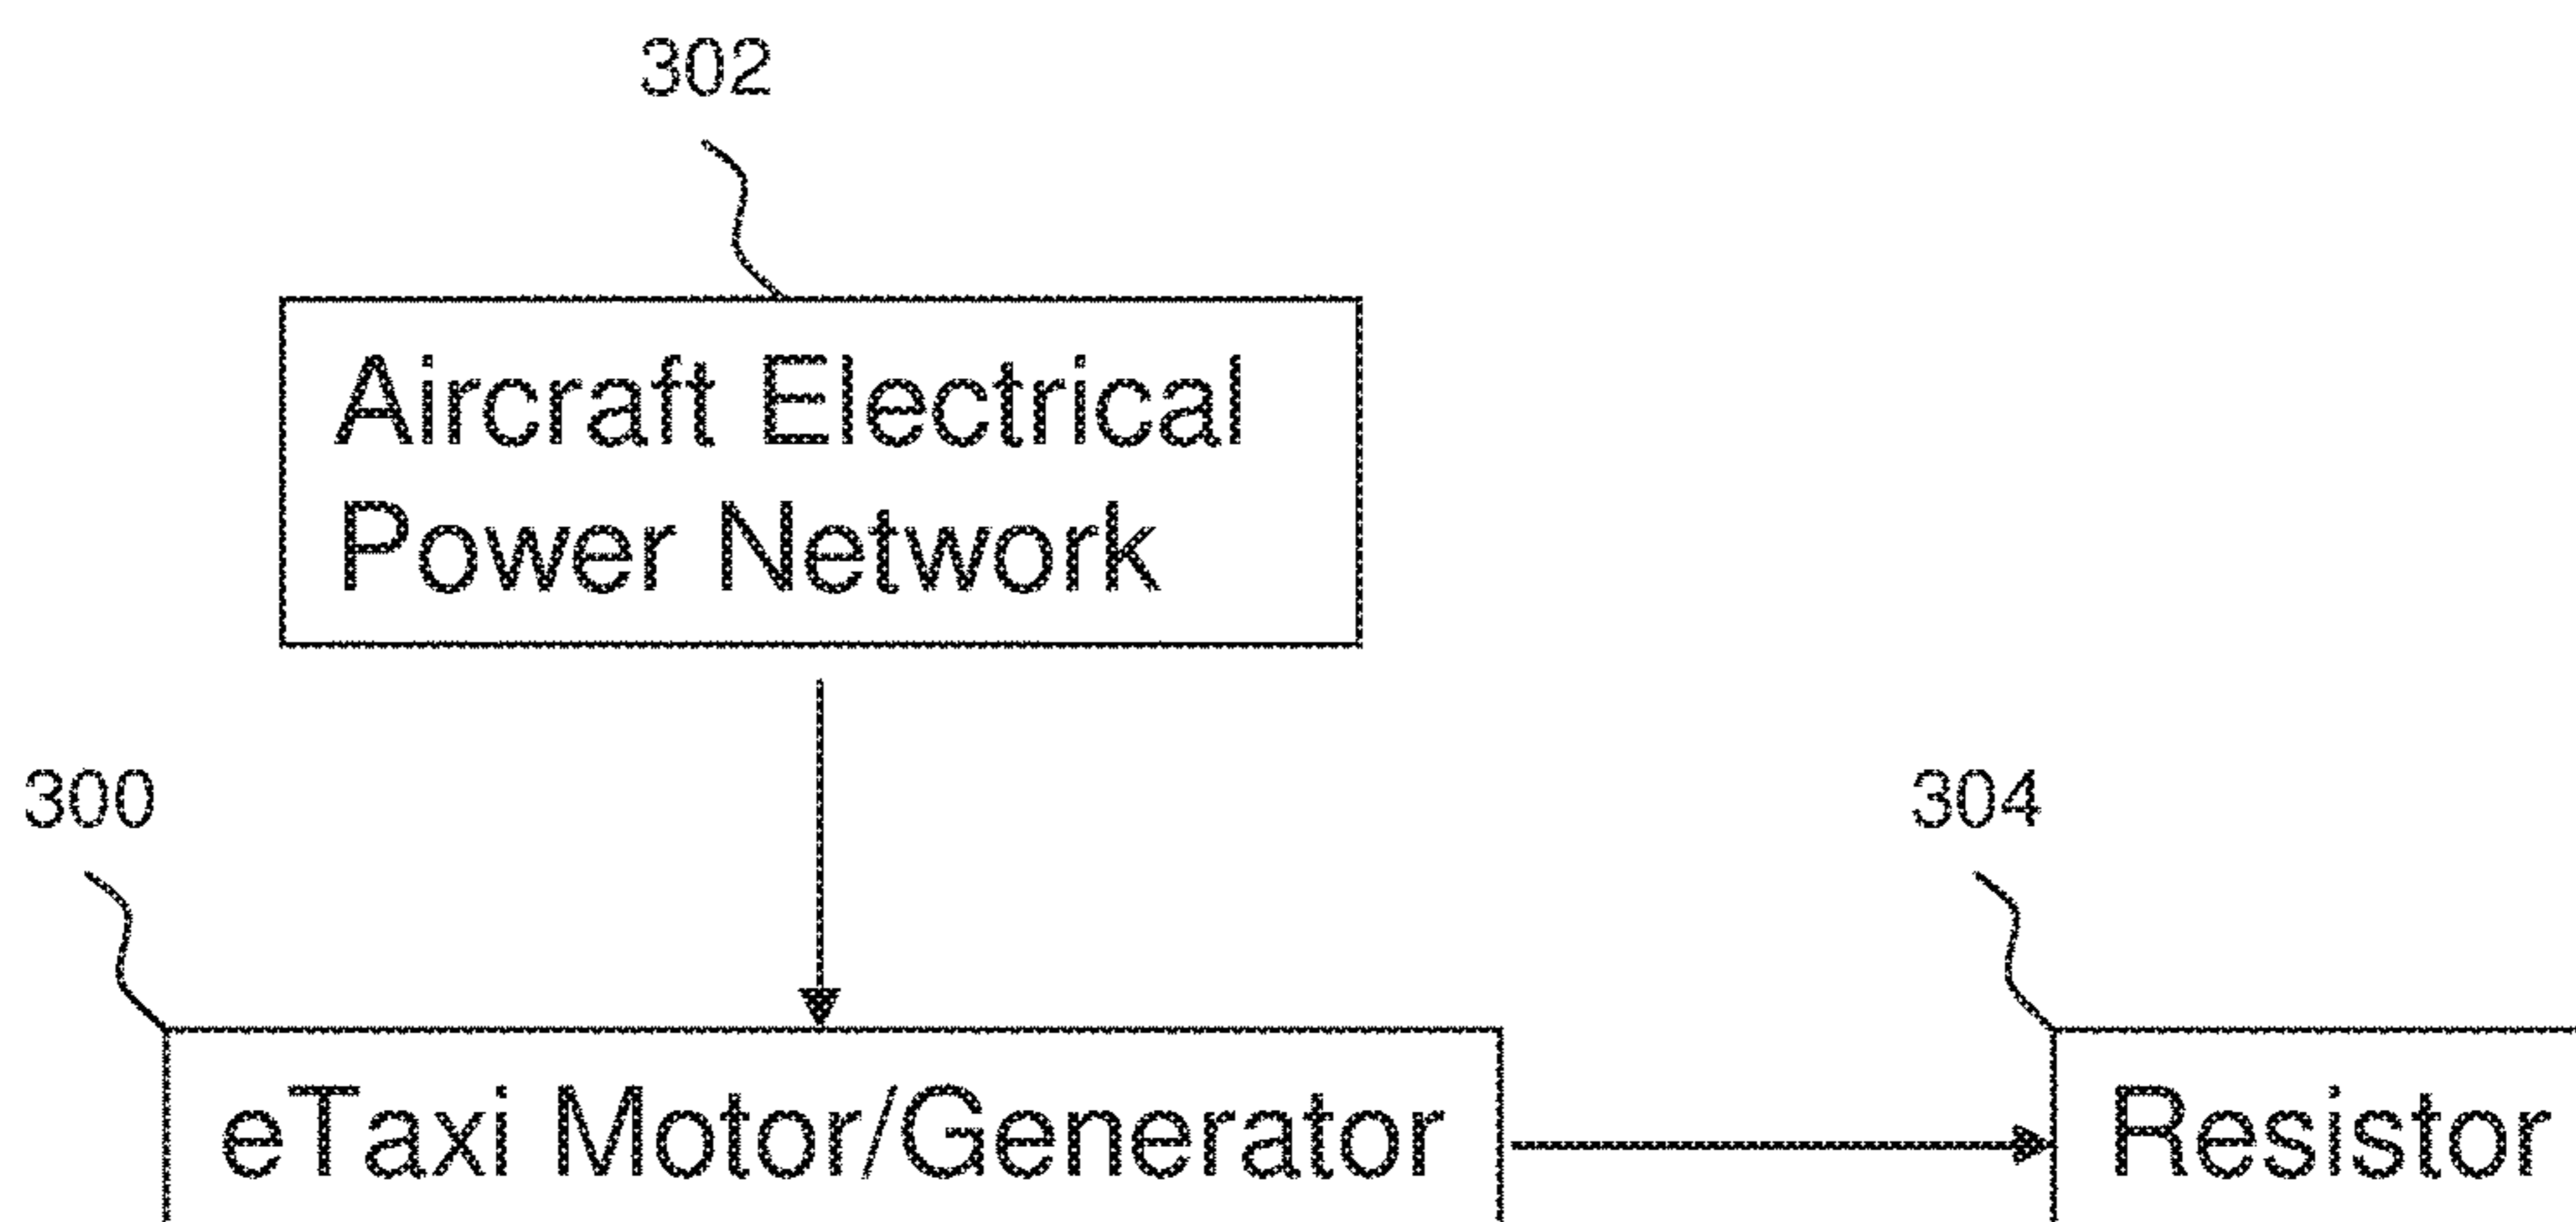 302
Aircraft Electrical
Power Network
300
304
eTaxi Motor/Generator
Resistor